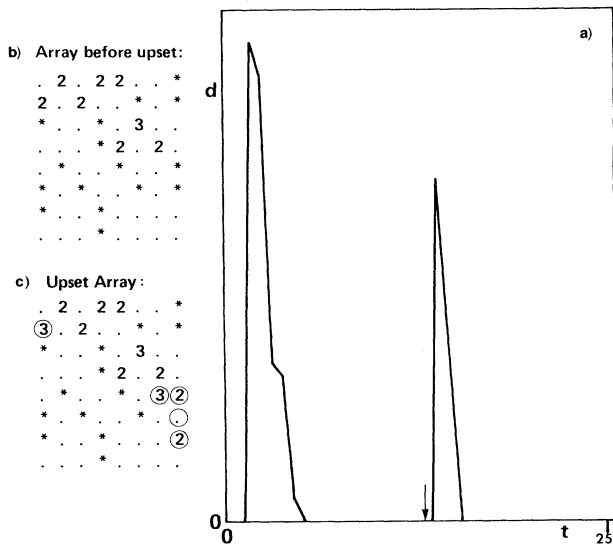 b) Array before upset:
. 2 . 2 2 . . *
2 . 2 . . * . *
* . . * . 3 . .
. . . * 2 . 2 .
. * . . * . . *
* . * . . * . *
* . . * . . . .
. . . * . . . .
c) Upset Array:
. 2 . 2 2 . . *
3 . 2 . . * . *
* . . * . 3 . .
. . . * 2 . 2 .
. * . . * . 3 2
* . * . . * . .
* . . * . . . 2
. . . * . . . .
a)
d
0
0 t 25